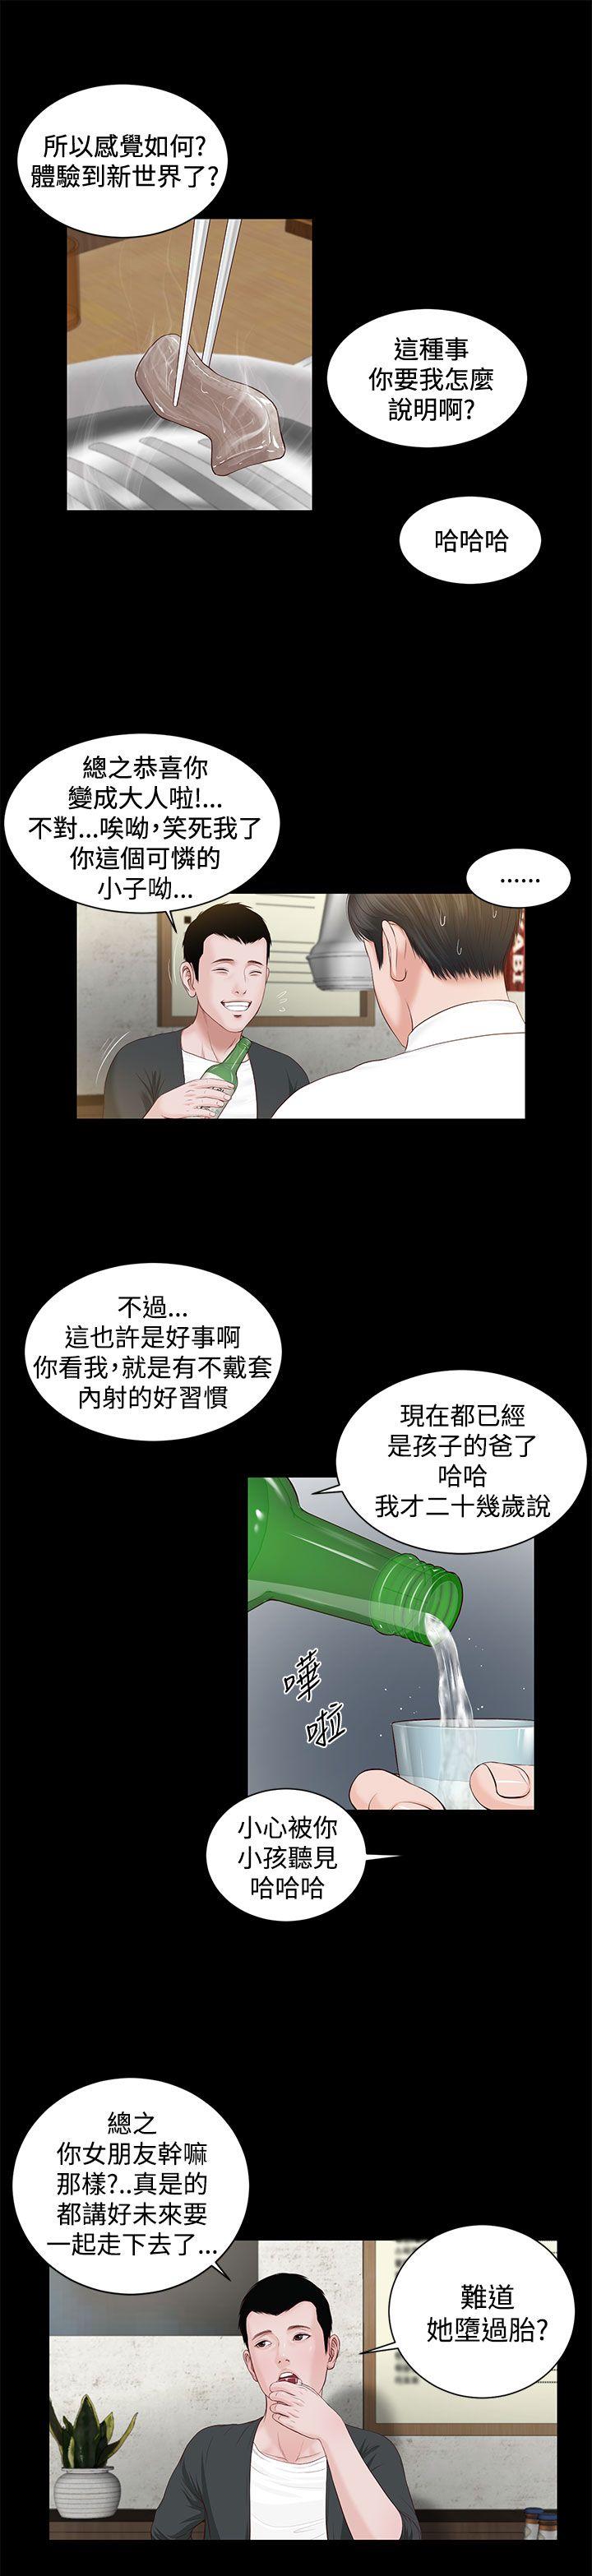 所以感覺如何?
體驗到新世界了?
這種事
你要我怎麼
說明啊?
哈哈哈
總之恭喜你
變成大人啦!...
不對...唉呦,笑死我了
你這個可憐的
小子呦...
......
不過...
這也許是好事啊
你看我,就是有不戴套
內射的好習慣
現在都已經
是孩子的爸了
哈哈
我才二十幾歲說
嘩
啦
小心被你
小孩聽見
哈哈哈
總之
你女朋友幹嘛
那樣?..真是的
都講好未來要
一起走下去了...
難道
她墮過胎?